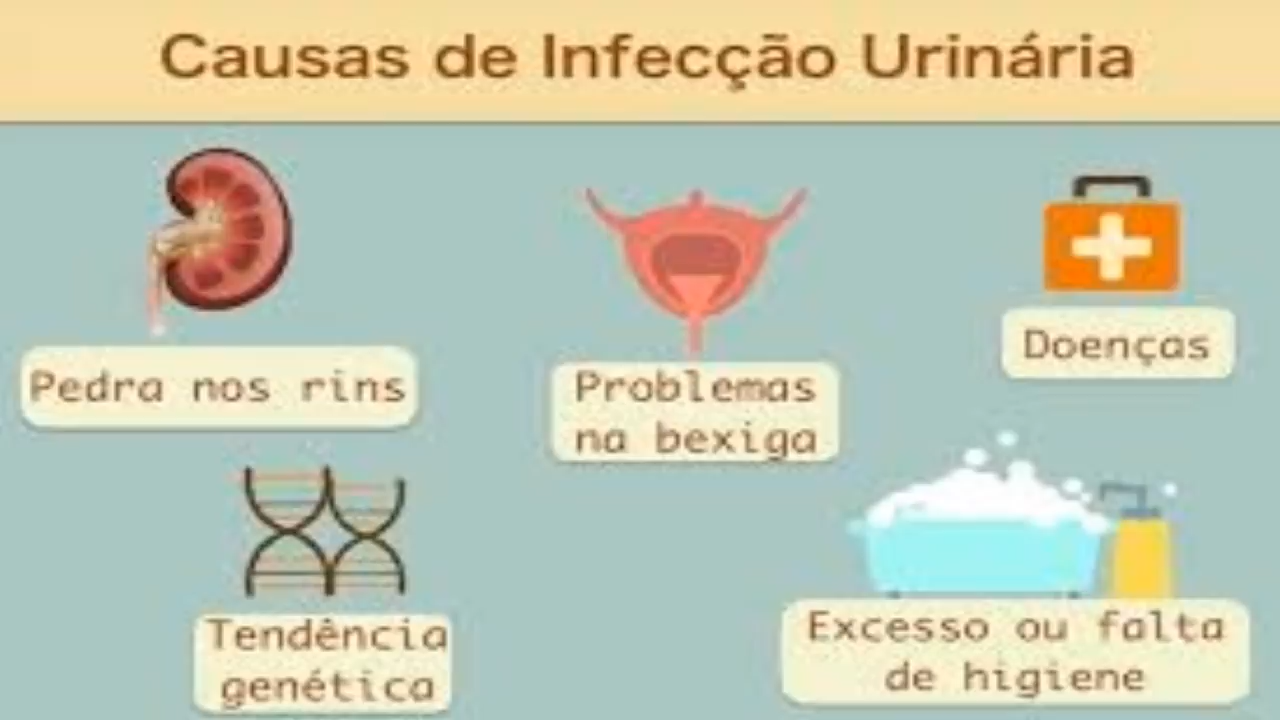 Causas de Infecção Urinária
Pedra nos rins
Problemas
na bexiga
Doenças
Tendência
genética
Excesso ou falta
de higiene